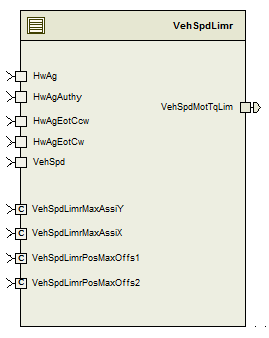 VehSpdLimr
HwAg
HwAgAuthy
VehSpdMotTqLim
HwAgEotCcw
HwAgEotCw
VehSpd
C VehSpdLimrMaxAssiY
C VehSpdLimrMaxAssiX
C VehSpdLimrPosMaxOffs1
C VehSpdLimrPosMaxOffs2